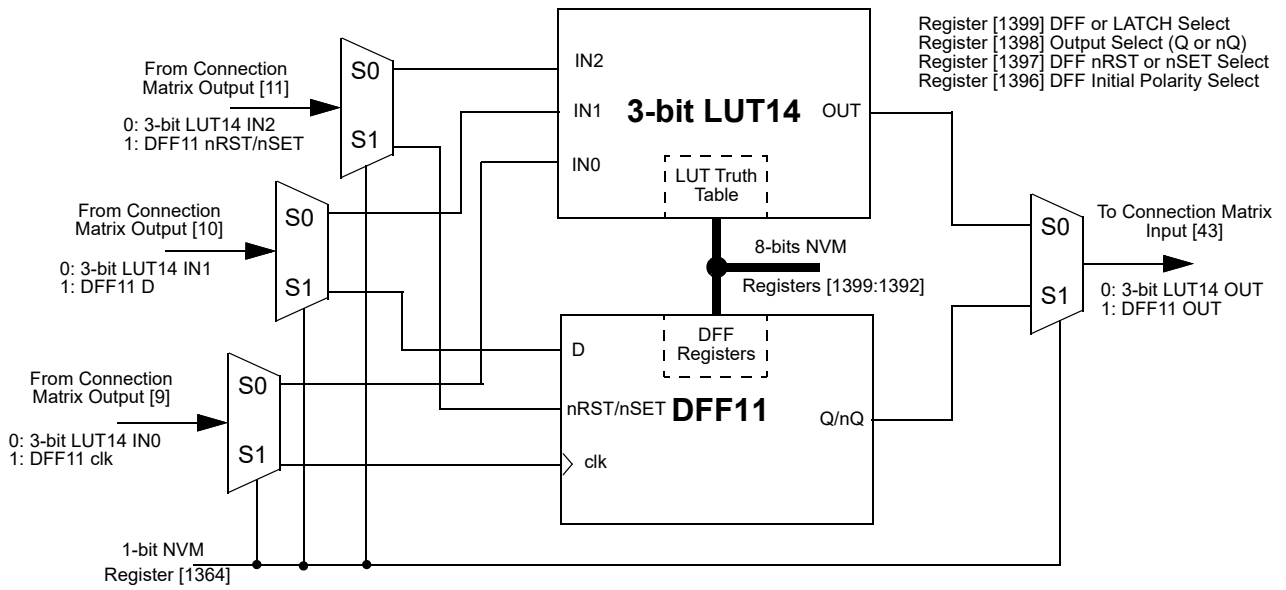 Register [1399] DFF or LATCH Select
Register [1398] Output Select (Q or nQ)
Register [1397] DFF nRST or nSET Select
Register [1396] DFF Initial Polarity Select
From Connection
Matrix Output [11]
0: 3-bit LUT14 IN2
1: DFF11 nRST/nSET
S0
S1
IN2
IN1
IN0
3-bit LUT14
OUT
LUT Truth
Table
From Connection
Matrix Output [10]
0: 3-bit LUT14 IN1
1: DFF11 D
S0
S1
8-bits NVM
Registers [1399:1392]
To Connection Matrix
Input [43]
S0
S1
0: 3-bit LUT14 OUT
1: DFF11 OUT
DFF
Registers
D
nRST/nSET
DFF11
Q/nQ
clk
From Connection
Matrix Output [9]
0: 3-bit LUT14 IN0
1: DFF11 clk
S0
S1
1-bit NVM
Register [1364]